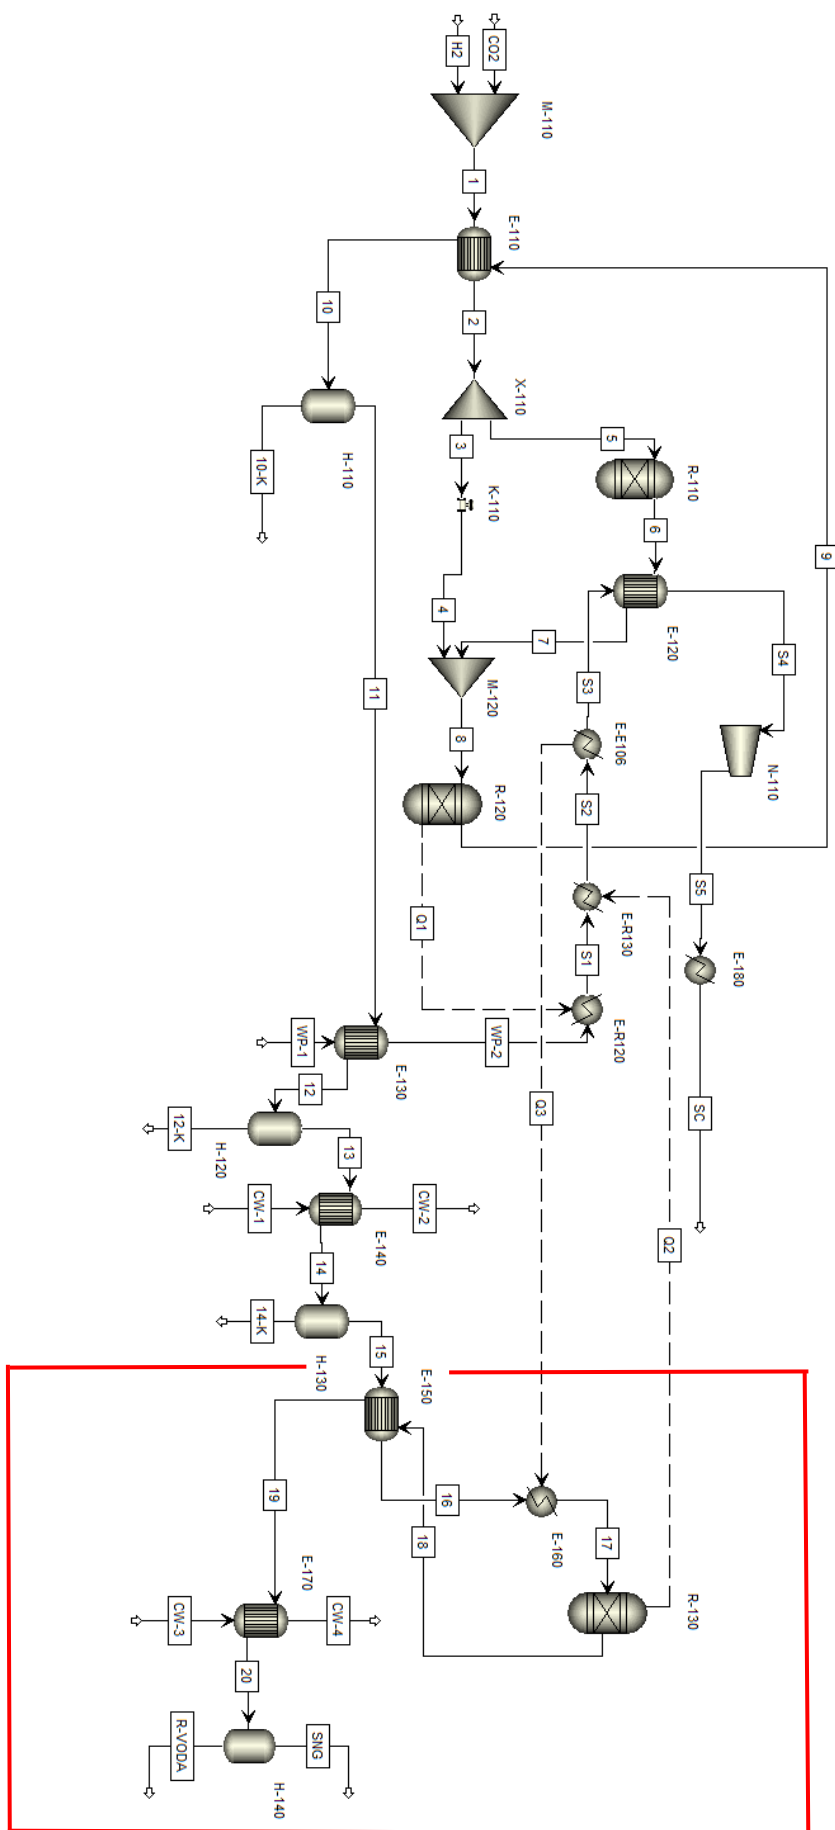 H2
CO2
M-110
1
E-110
10
2
9
X-110
H-110
10-K
3
5
K-110
R-110
6
4
7
E-120
S4
S3
M-120
8
11
E-E106
N-110
R-120
S2
S5
Q1
E-R130
S1
E-180
E-R120
WP-1
WP-2
E-130
12
Q3
SC
12-K
H-120
13
CW-1
CW-2
E-140
14
Q2
14-K
H-130
15
E-150
19
16
18
E-160
17
R-130
E-170
CW-3
CW-4
20
R-VODA
SNG
H-140